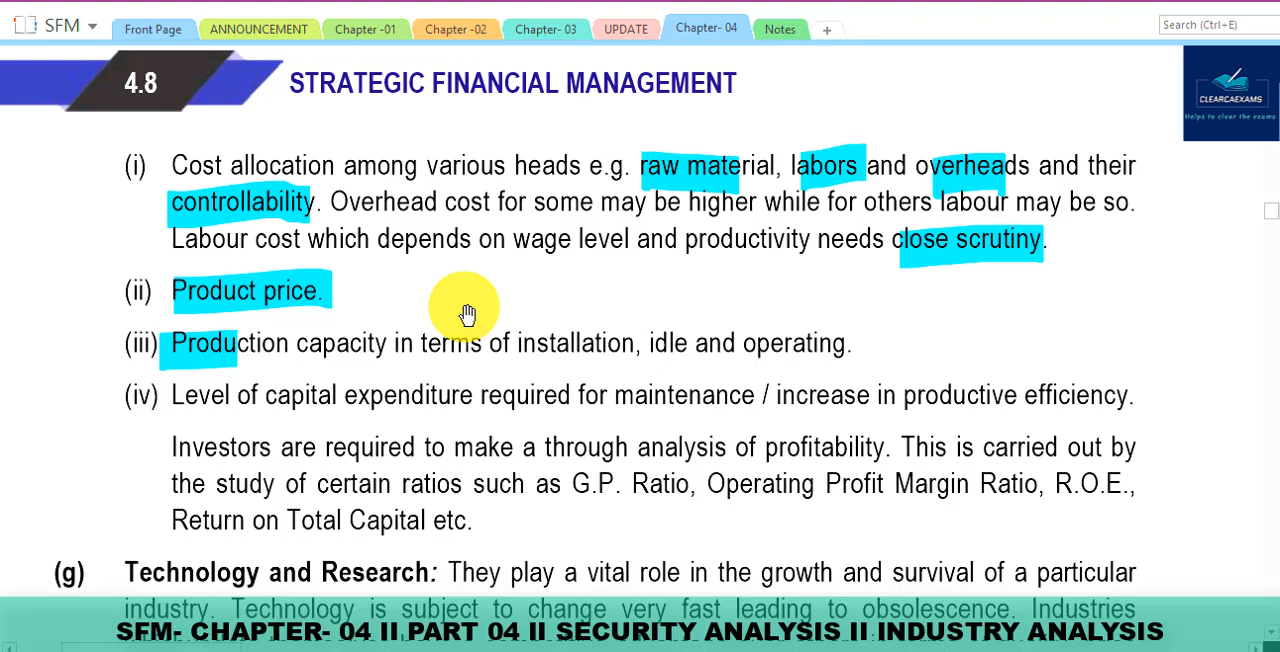 SFM
Front Page
ANNOUNCEMENT
Chapter -01
Chapter -02
Chapter- 03
UPDATE
Chapter- 04
Notes
+
Search (Ctrl+E)
4.8
STRATEGIC FINANCIAL MANAGEMENT
CLEARCAEXAMS
Helps to clear the exams
(i) Cost allocation among various heads e.g. raw material, labors and overheads and their
controllability. Overhead cost for some may be higher while for others labour may be so.
Labour cost which depends on wage level and productivity needs close scrutiny.
(ii) Product price.
(iii) Production capacity in terms of installation, idle and operating.
(iv) Level of capital expenditure required for maintenance / increase in productive efficiency.
Investors are required to make a through analysis of profitability. This is carried out by
the study of certain ratios such as G.P. Ratio, Operating Profit Margin Ratio, R.O.E.,
Return on Total Capital etc.
(g) Technology and Research: They play a vital role in the growth and survival of a particular
industry. Technology is subject to change very fast leading to obsolescence. Industries
SFM- CHAPTER- 04 II PART 04 II SECURITY ANALYSIS II INDUSTRY ANALYSIS